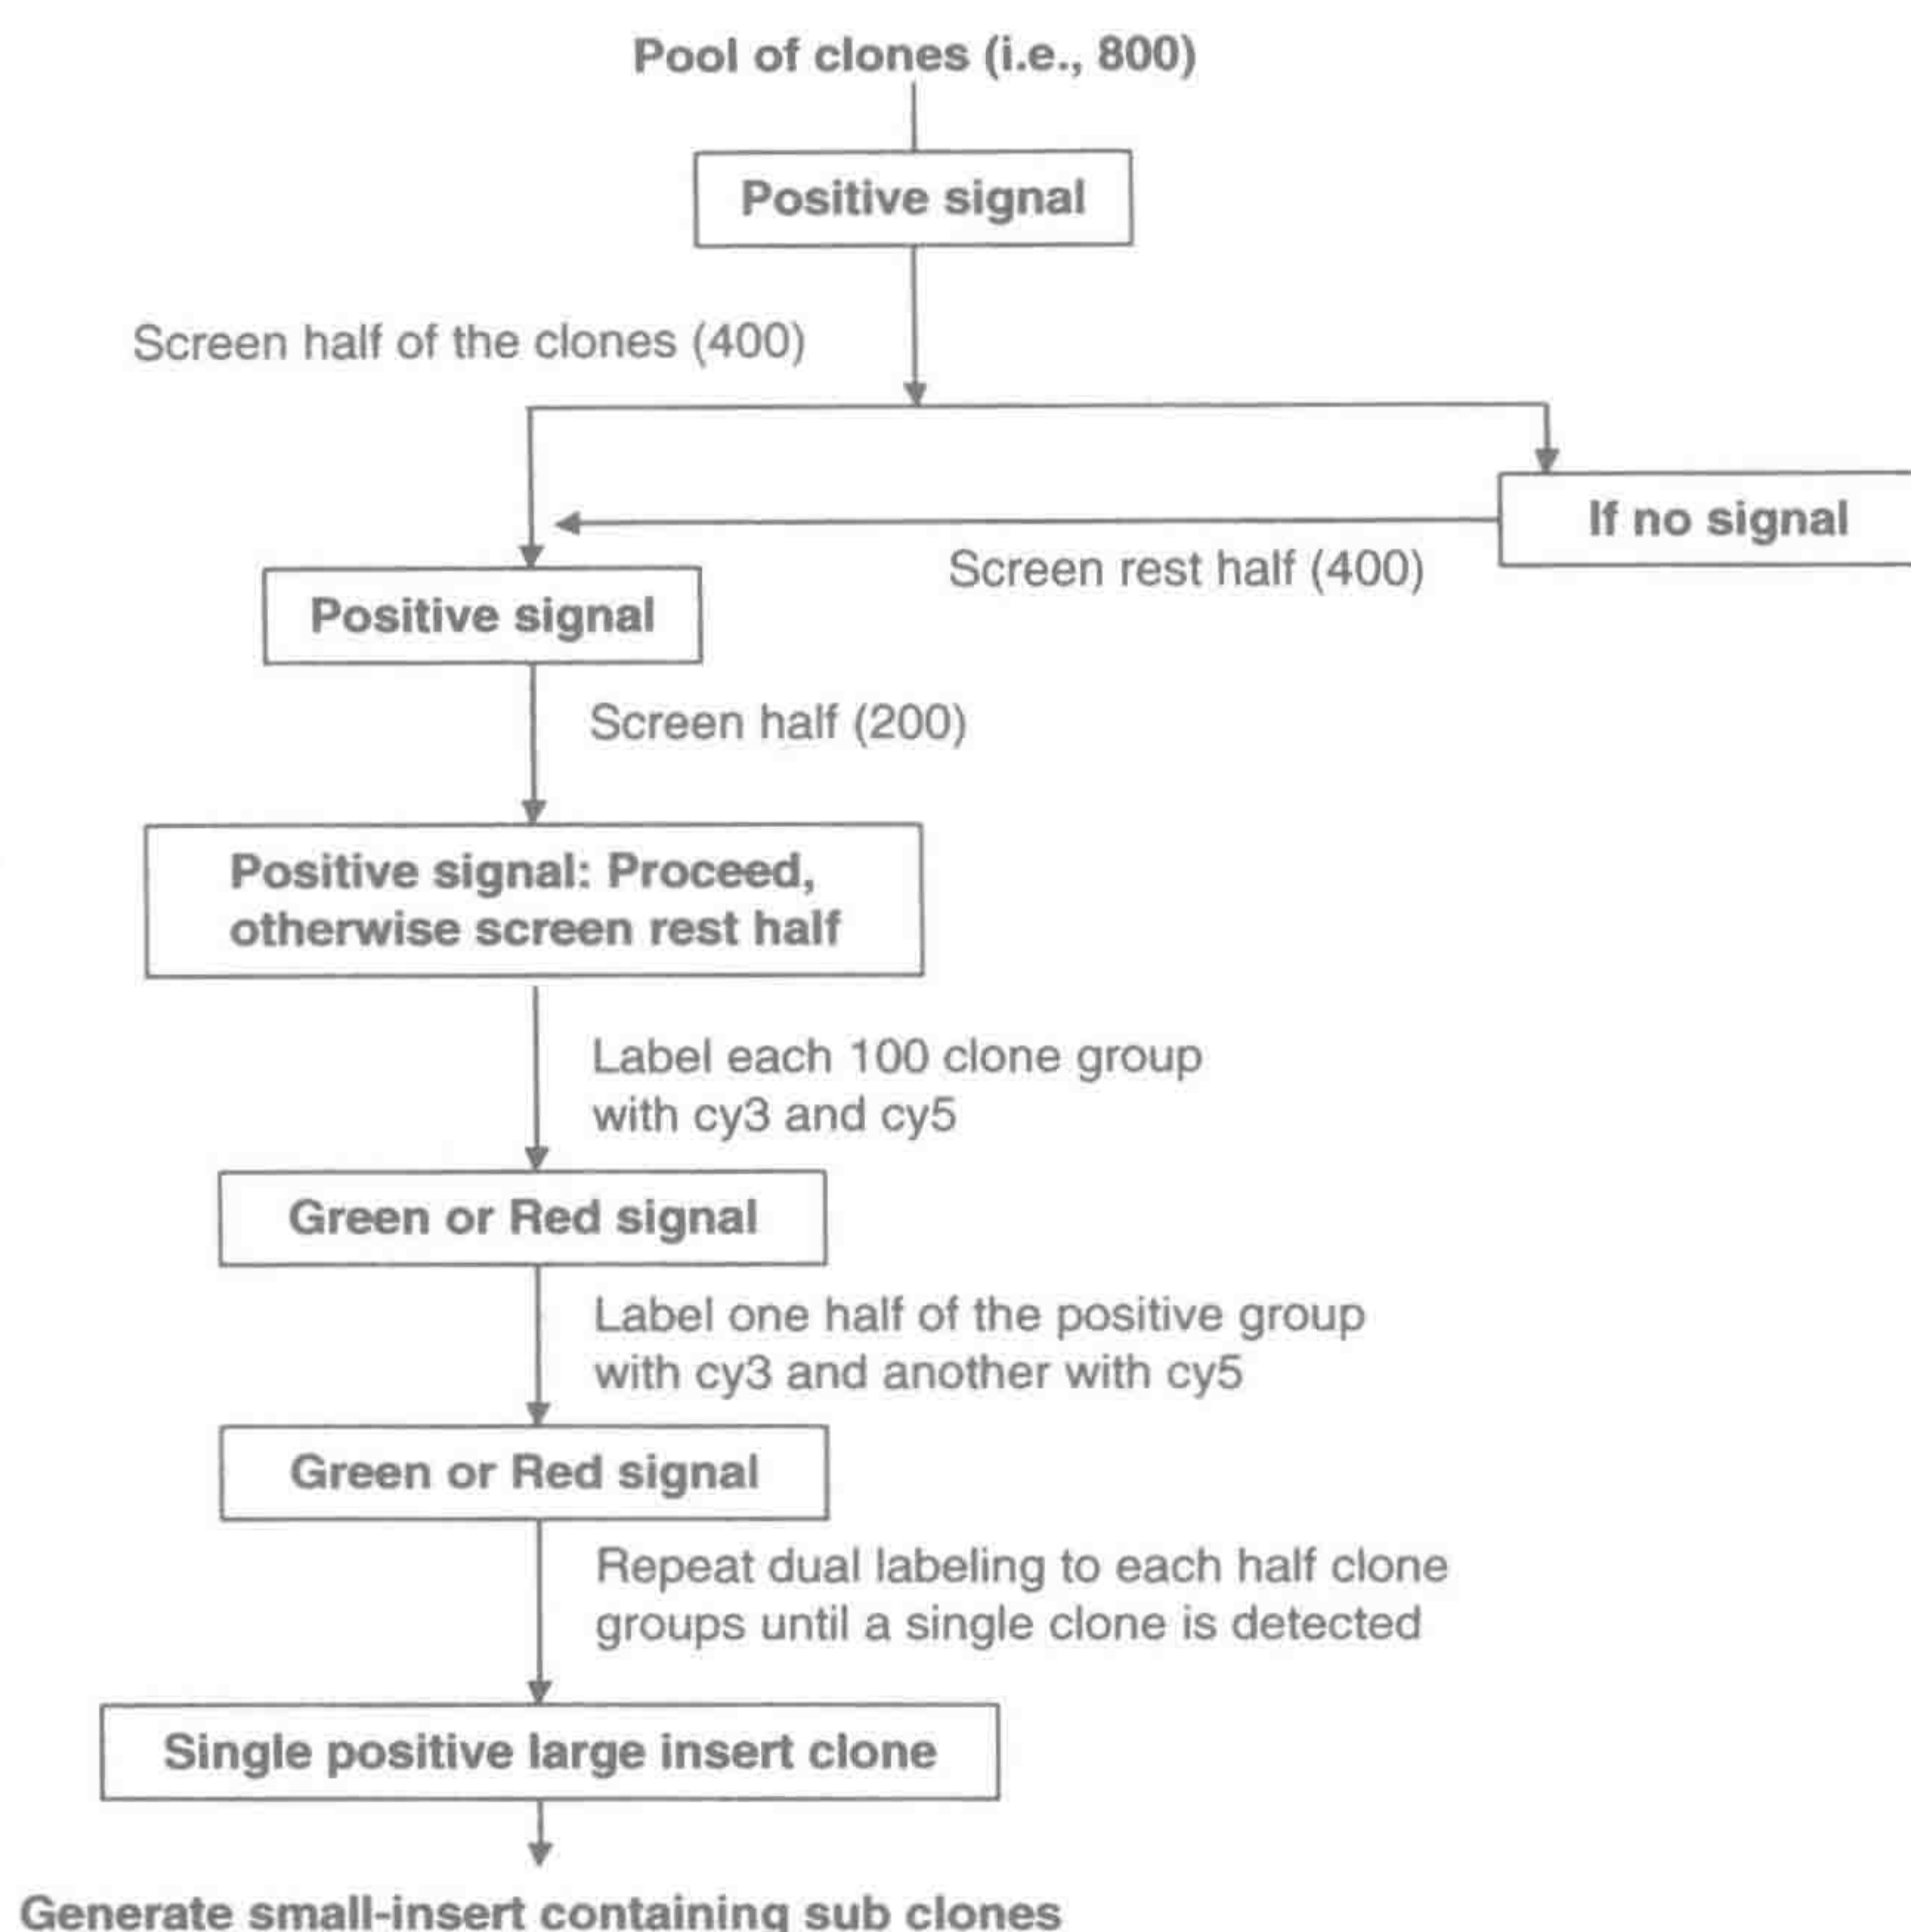 Pool of clones (i.e., 800)
Positive signal
Screen half of the clones (400)
If no signal
Screen rest half (400)
Positive signal
Screen half (200)
Positive signal: Proceed,
otherwise screen rest half
Label each 100 clone group
with cy3 and cy5
Green or Red signal
Label one half of the positive group
with cy3 and another with cy5
Green or Red signal
Repeat dual labeling to each half clone
groups until a single clone is detected
Single positive large insert clone
Generate small-insert containing sub clones